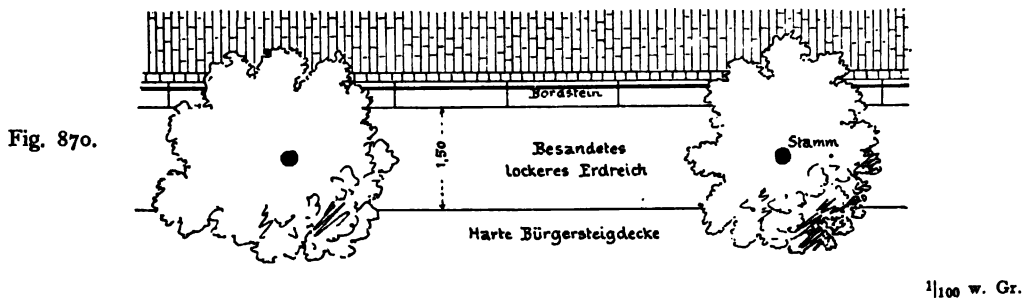 Bordstein
Fig. 870.
1,50
Besandetes
lockeres Erdreich
Stamm
Harte Bürgersteigdecke
1|100 w. Gr.